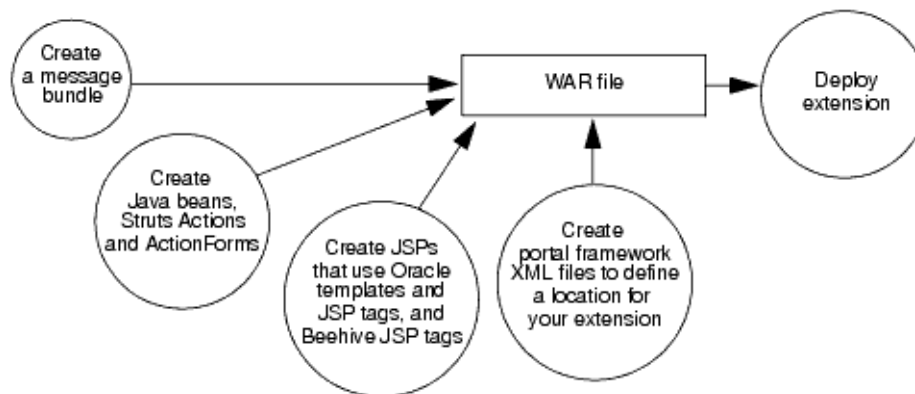 Create
a message
bundle
WAR file
Deploy
extension
Create
Java beans,
Struts Actions
and ActionForms
Create JSPs
that use Oracle
templates and
JSP tags, and
Beehive JSP tags
Create
portal framework
XML files to define
a location for
your extension